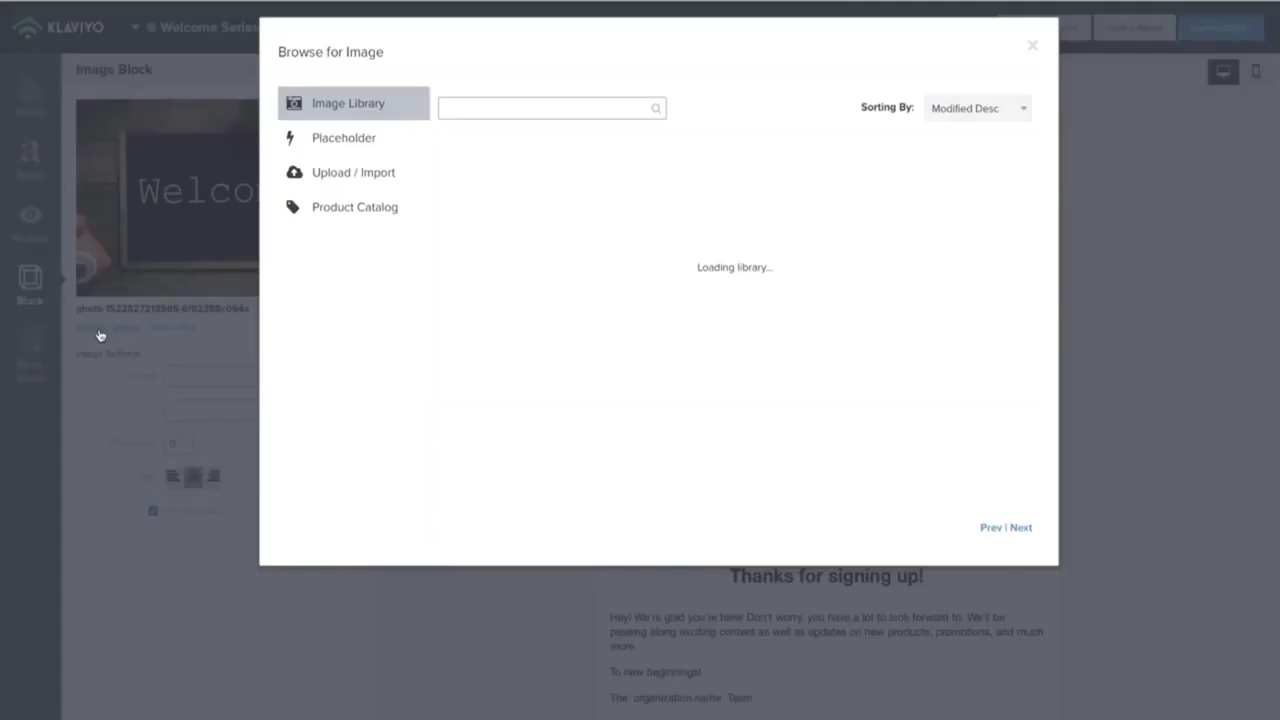 KLAVIYO
Welcome Series
Image Block
Browse for Image
Image Library
Sorting By: Modified Desc
Placeholder
Upload / Import
Product Catalog
Welco
Loading library...
Block
Image Settings
0
Prev | Next
Thanks for signing up!
Hey! We're glad you're here! Don't worry, you have a lot to look forward to. We'll be
passing along exciting content as well as updates on new products, promotions, and much
more.
To new beginnings!
The organization.name Team